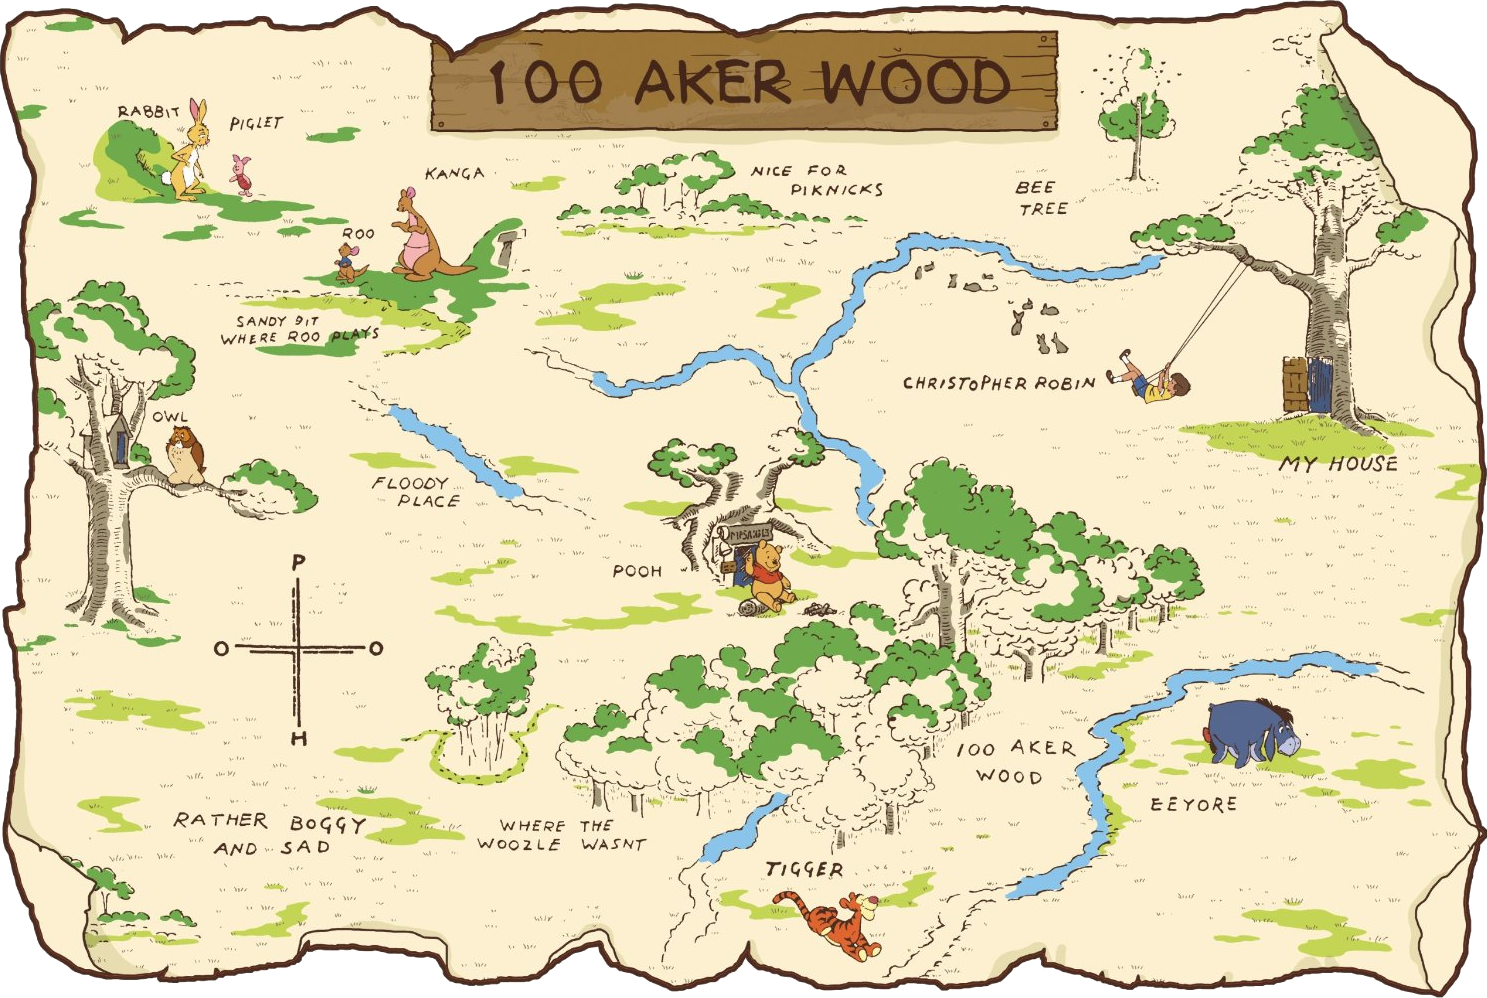 100 AKER WOOD
RABBIT
PIGLET
KANGA
NICE FOR
PIKNICKS
BEE
TREE
ROO
SANDY PIT
WHERE ROO PLAYS
CHRISTOPHER ROBIN
OWL
MY HOUSE
FLOODY
PLACE
POOH
P
O
O
H
100 AKER
WOOD
EEYORE
RATHER BOGGY
AND SAD
WHERE THE
WOOZLE WASNT
TIGGER